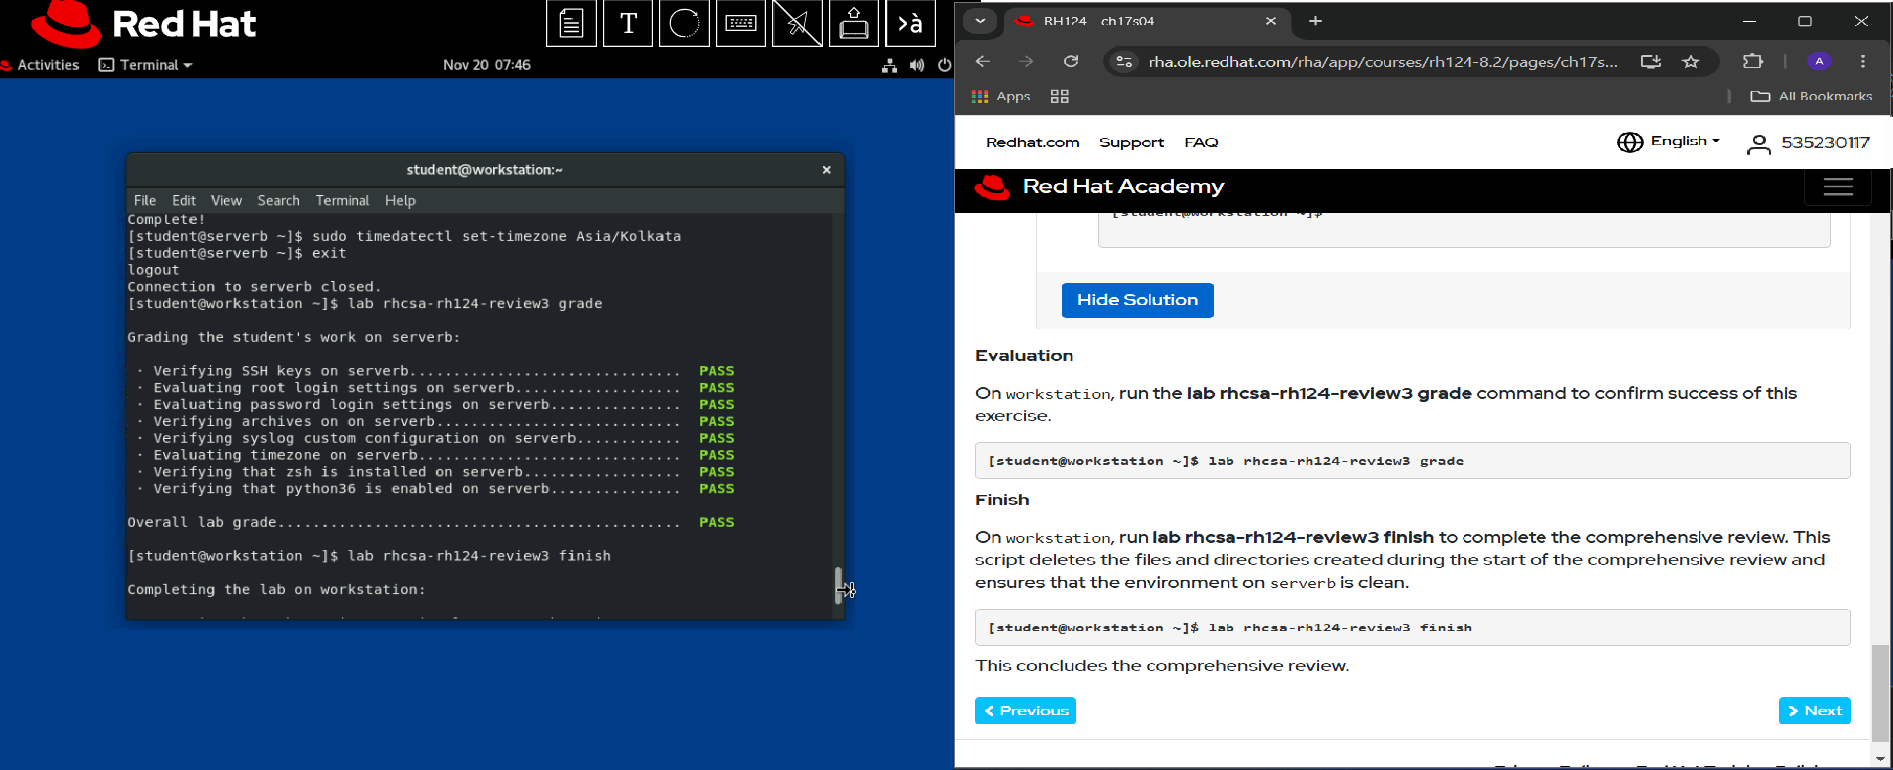 Red Hat
T
>à
Activities
Terminal
Nov 20 07:46
student@workstation:~
File Edit View Search Terminal Help
Complete!
[student@serverb ~]$ sudo timedatectl set-timezone Asia/Kolkata
[student@serverb ~]$ exit
logout
Connection to serverb closed.
[student@workstation ~]$ lab rhcsa-rh124-review3 grade
Grading the student's work on serverb:
· Verifying SSH keys on serverb............................... PASS
· Evaluating root login settings on serverb................... PASS
· Evaluating password login settings on serverb............... PASS
· Verifying archives on on serverb............................ PASS
· Verifying syslog custom configuration on serverb............ PASS
· Evaluating timezone on serverb.............................. PASS
· Verifying that zsh is installed on serverb.................. PASS
· Verifying that python36 is enabled on serverb............... PASS
Overall lab grade.............................................. PASS
[student@workstation ~]$ lab rhcsa-rh124-review3 finish
Completing the lab on workstation:
RH124 ch17s04
rha.ole.redhat.com/rha/app/courses/rh124-8.2/pages/ch17s...
A
Apps
All Bookmarks
Redhat.com Support FAQ
English
535230117
Red Hat Academy
[student@workstation ~]$
Hide Solution
Evaluation
On workstation, run the lab rhcsa-rh124-review3 grade command to confirm success of this
exercise.
[student@workstation ~]$ lab rhcsa-rh124-review3 grade
Finish
On workstation, run lab rhcsa-rh124-review3 finish to complete the comprehensive review. This
script deletes the files and directories created during the start of the comprehensive review and
ensures that the environment on serverb is clean.
[student@workstation ~]$ lab rhcsa-rh124-review3 finish
This concludes the comprehensive review.
< Previous
> Next